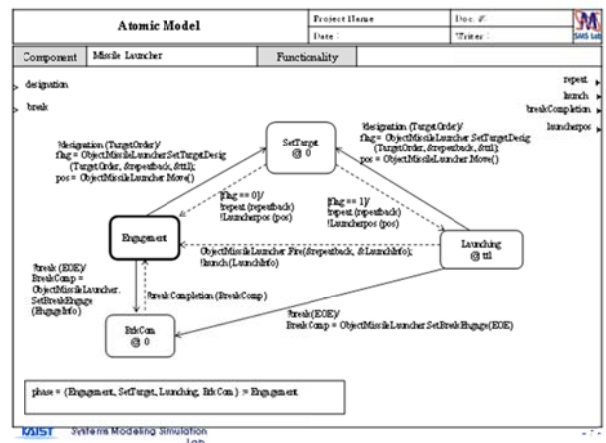 Atomic Model
Project Name
Doc. #:
Date :
Writer :
SMS Lab
Component
Missile Launcher
Functionality
designation
break
repeat
launch
breakCompletion
launcherpos
?designation (TargetOrder)/
flag = ObjectMissileLauncher.SetTargetDesig
(TargetOrder, &repeatback, &ttl);
pos = ObjectMissileLauncher.Move()
SetTarget
@ 0
?designation (TargetOrder)/
flag = ObjectMissileLauncher.SetTargetDesig
(TargetOrder, &repeatback, &ttl);
pos = ObjectMissileLauncher.Move()
[flag == 0]/
!repeat (repeatback)
!Launcherpos (pos)
[flag == 1]/
!repeat (repeatback)
!Launcherpos (pos)
Engagement
Launching
@ ttl
ObjectMissileLauncher.Fire(&repeatback, &LaunchInfo);
!launch (LaunchInfo)
?break (EOE)/
BreakComp =
ObjectMissileLauncher.
SetBreakEngage
(EngageInfo)
!breakCompletion (BreakComp)
?break(EOE)/
BreakComp = ObjectMissileLauncher.SetBreakEngage(EOE)
BrkCom
@ 0
phase = {Engagement, SetTarget, Launching, BrkCom } := Engagement
KAIST Systems Modeling Simulation
Lab
- 7 -